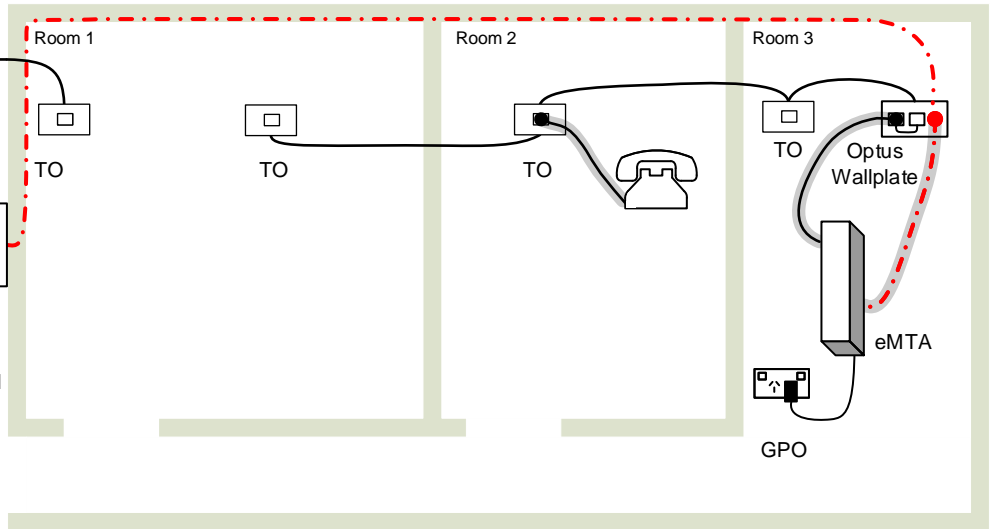 Room 1
Room 2
Room 3
TO
TO
TO
TO
Optus
Wallplate
eMTA
GPO